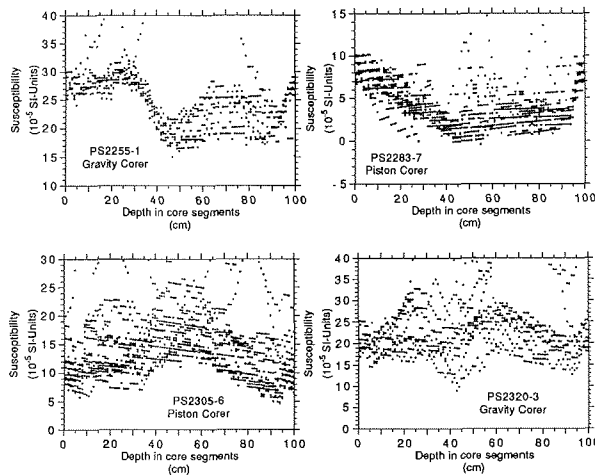 40
35
30
25
20
15
10
Susceptibility
(10-5 SI-Units)
PS2255-1
Gravity Corer
0 20 40 60 80 100
Depth in core segments
(cm)
15
10
5
0
-5
Susceptibility
(10-5 SI-Units)
PS2283-7
Piston Corer
0 20 40 60 80 100
Depth in core segments
(cm)
30
25
20
15
10
5
0
Susceptibility
(10-5 SI-Units)
PS2305-6
Piston Corer
0 20 40 60 80 100
Depth in core segments
(cm)
40
35
30
25
20
15
10
5
0
Susceptibility
(10-5 SI-Units)
PS2320-3
Gravity Corer
0 20 40 60 80 100
Depth in core segments
(cm)